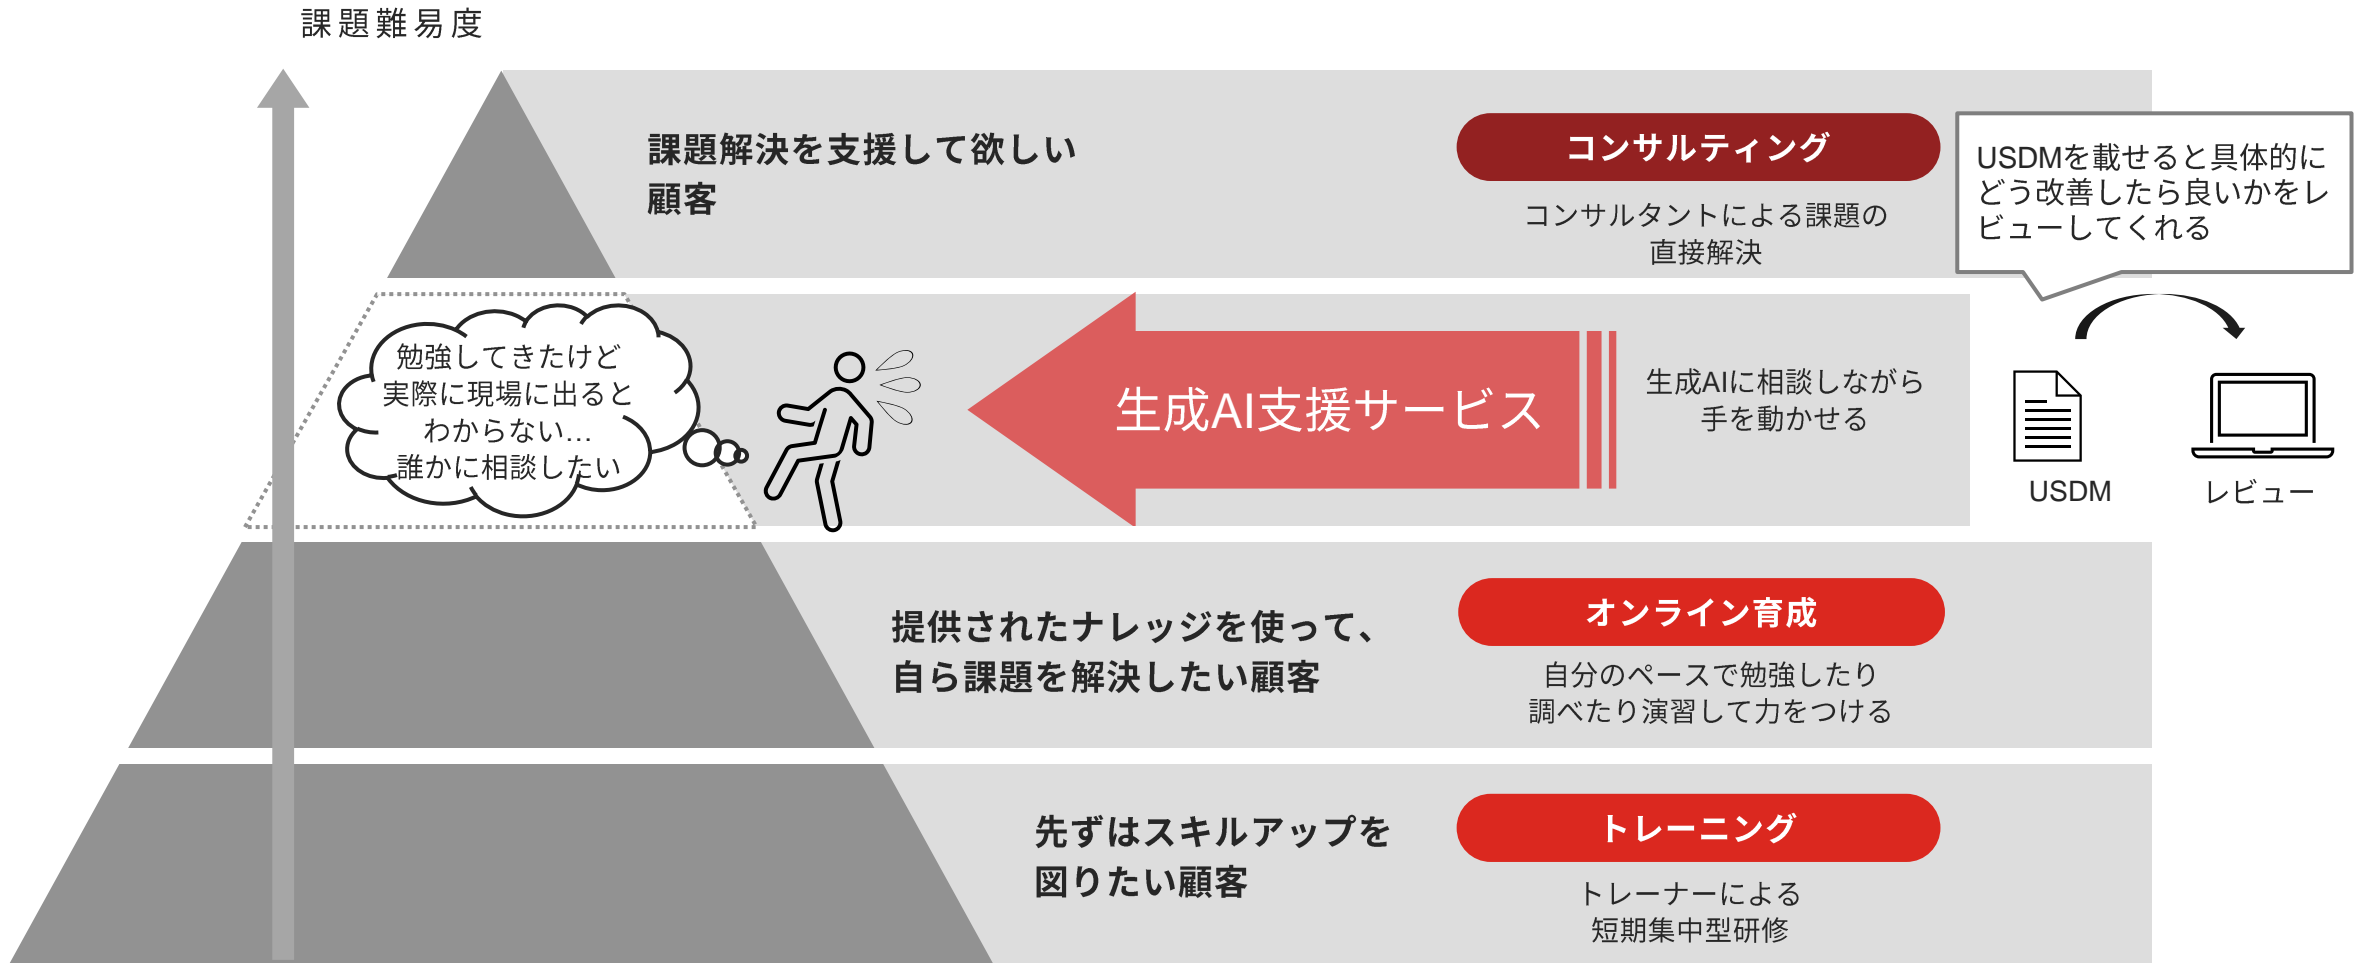 課題難易度
課題解決を支援して欲しい
顧客
コンサルティング
コンサルタントによる課題の
直接解決
USDMを載せると具体的に
どう改善したら良いかをレ
ビューしてくれる
勉強してきたけど
実際に現場に出ると
わからない…
誰かに相談したい
生成AI支援サービス
生成AIに相談しながら
手を動かせる
USDM
レビュー
提供されたナレッジを使って、
自ら課題を解決したい顧客
オンライン育成
自分のペースで勉強したり
調べたり演習して力をつける
先ずはスキルアップを
図りたい顧客
トレーニング
トレーナーによる
短期集中型研修